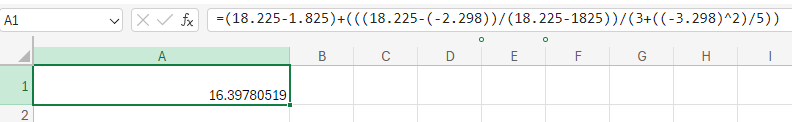 A1 fx =(18.225-1.825)+(((18.225-(-2.298))/(18.225-1825))/(3+((-3.298)^2)/5))
A B C D E F G H I
1 16.39780519
2